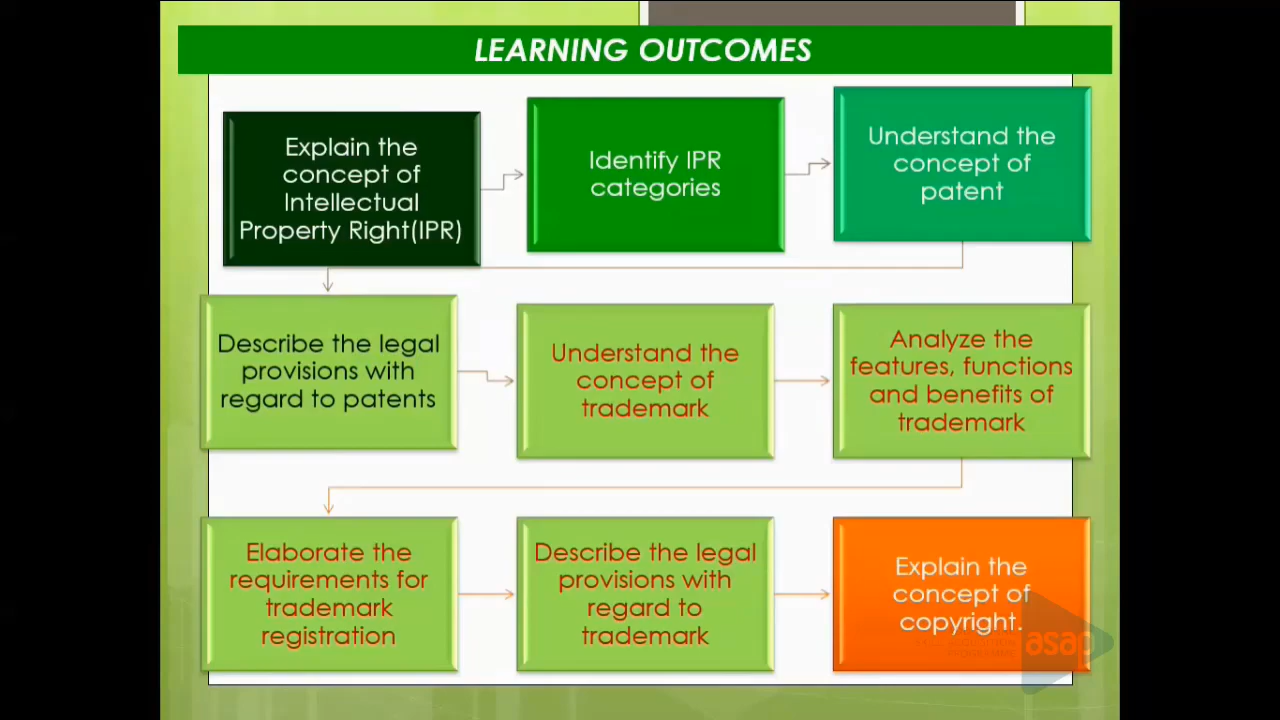 LEARNING OUTCOMES
Explain the
concept of
Intellectual
Property Right(IPR)
Identify IPR
categories
Understand the
concept of
patent
Describe the legal
provisions with
regard to patents
Understand the
concept of
trademark
Analyze the
features, functions
and benefits of
trademark
Elaborate the
requirements for
trademark
registration
Describe the legal
provisions with
regard to
trademark
Explain the
concept of
copyright.
PROGRAMME
asap